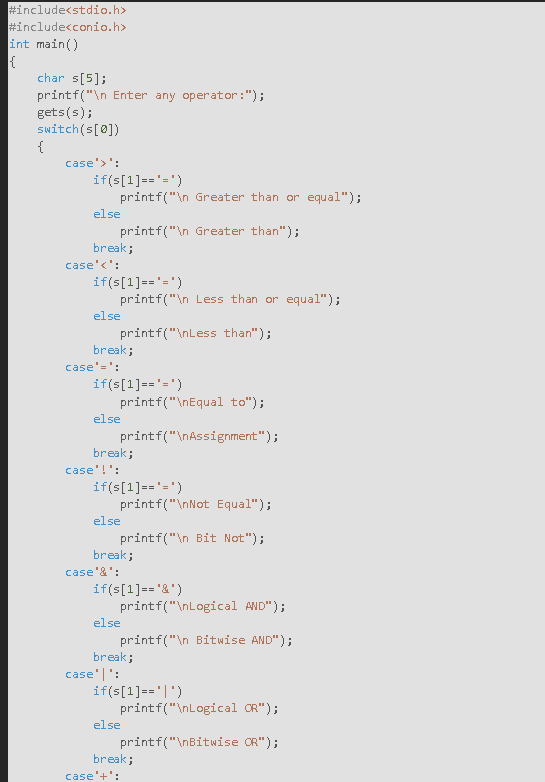 #include<stdio.h>
#include<conio.h>
int main()
{
    char s[5];
    printf("\n Enter any operator:");
    gets(s);
    switch(s[0])
    {
        case'>':
            if(s[1]=='=')
                printf("\n Greater than or equal");
            else
                printf("\n Greater than");
            break;
        case'<':
            if(s[1]=='=')
                printf("\n Less than or equal");
            else
                printf("\nLess than");
            break;
        case'=':
            if(s[1]=='=')
                printf("\nEqual to");
            else
                printf("\nAssignment");
            break;
        case'!':
            if(s[1]=='=')
                printf("\nNot Equal");
            else
                printf("\n Bit Not");
            break;
        case'&':
            if(s[1]=='&')
                printf("\nLogical AND");
            else
                printf("\n Bitwise AND");
            break;
        case'|':
            if(s[1]=='|')
                printf("\nLogical OR");
            else
                printf("\nBitwise OR");
            break;
        case'+':